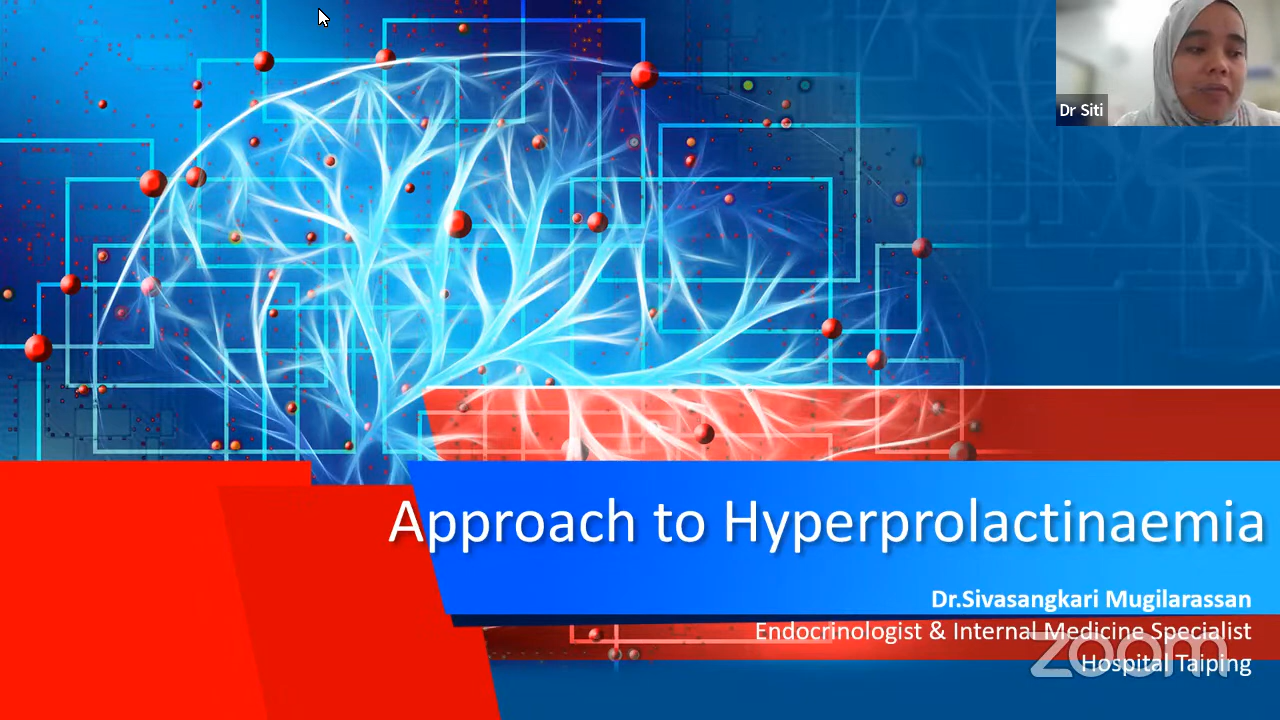 Dr Siti
Approach to Hyperprolactinaemia
Dr.Sivasangkari Mugilarassan
Endocrinologist & Internal Medicine Specialist
Hospital Taiping
zoom